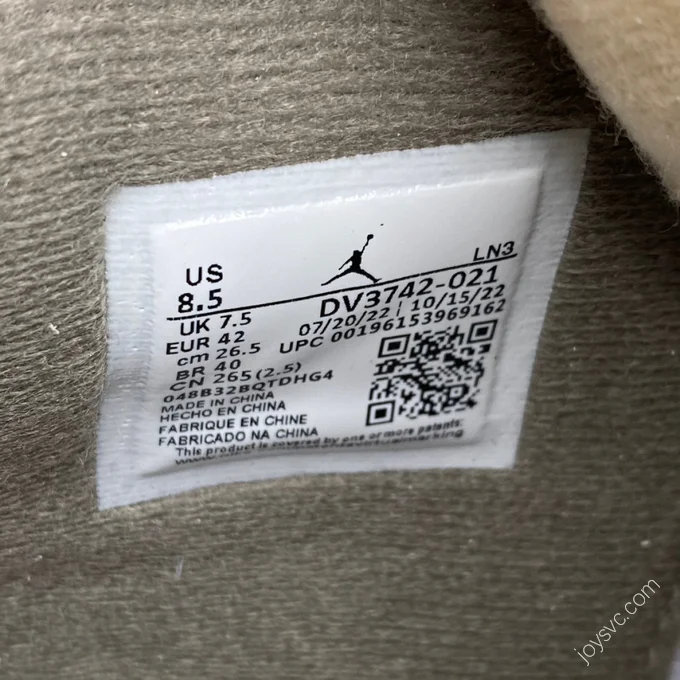 US
8.5
LN3
DV3742-021
UK 7.5
07/20/22 | 10/15/22
EUR 42
UPC 00196153969162
cm 26.5
BR 40
CN 265 (2.5)
048B32BQTDHG4
MADE IN CHINA
HECHO EN CHINA
FABRIQUE EN CHINE
FABRICADO NA CHINA
This product is covered by one or more patents.
joysvc.com